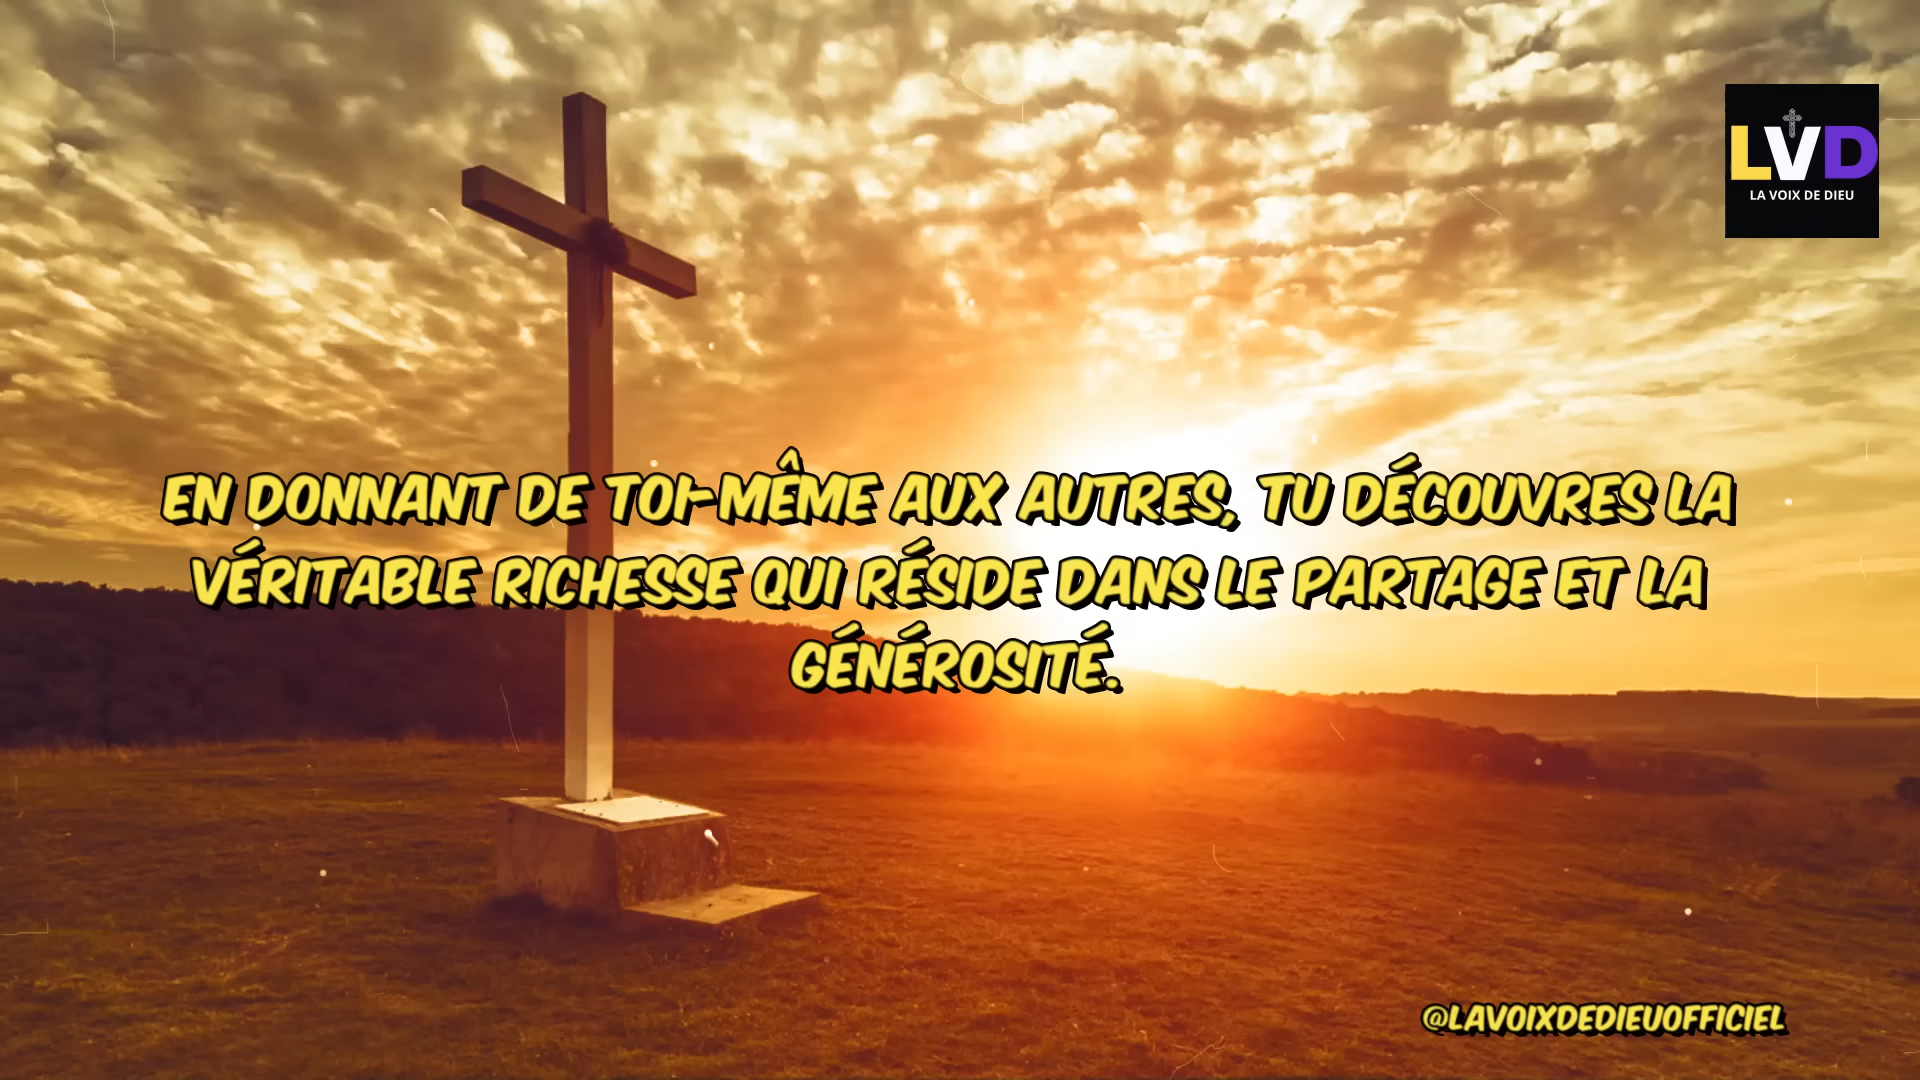 LVD
LA VOIX DE DIEU
EN DONNANT DE TOI-MÊME AUX AUTRES, TU DÉCOUVRES LA
VÉRITABLE RICHESSE QUI RÉSIDE DANS LE PARTAGE ET LA
GÉNÉROSITÉ.
@LAVOIXDEDIEUOFFICIEL